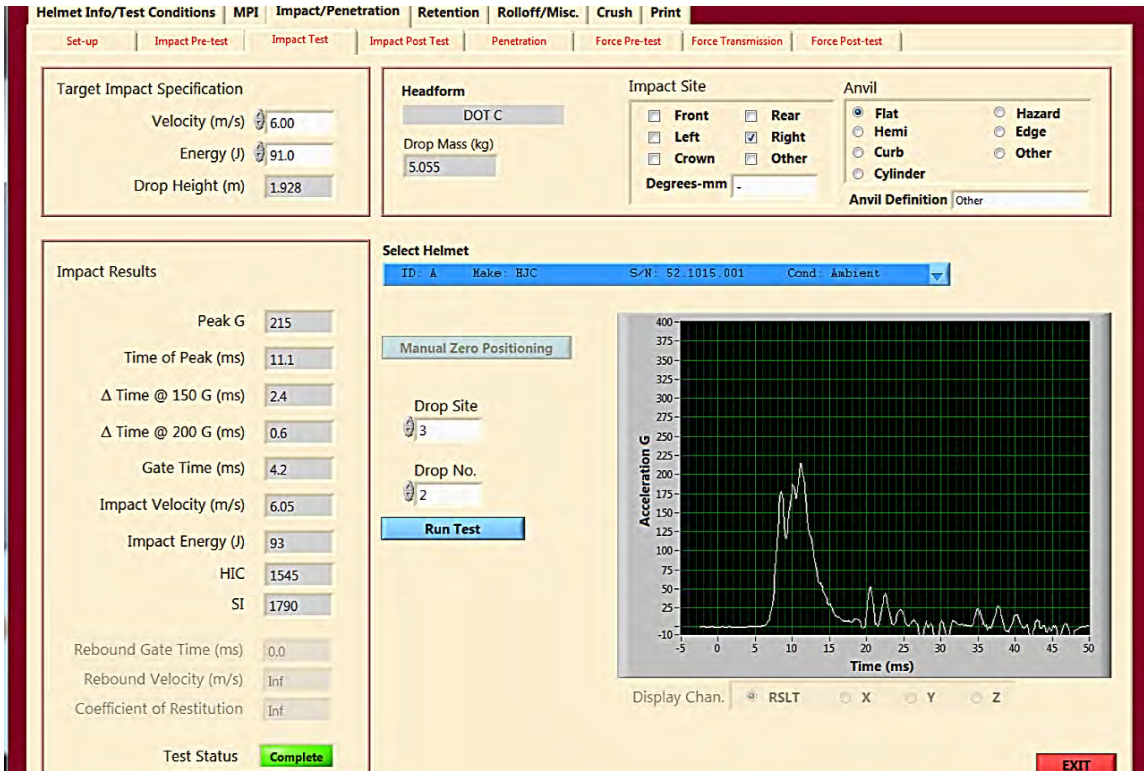 Helmet Info/Test Conditions MPI Impact/Penetration Retention Rolloff/Misc. Crush Print
Set-up Impact Pre-test Impact Test Impact Post Test Penetration Force Pre-test Force Transmission Force Post-test
Target Impact Specification
Velocity (m/s) 6.00
Energy (J) 91.0
Drop Height (m) 1.928
Headform
DOT C
Drop Mass (kg)
5.055
Impact Site
Front Rear
Left Right
Crown Other
Degrees-mm -
Anvil
Flat Hazard
Hemi Edge
Curb Other
Cylinder
Anvil Definition Other
Impact Results
Peak G 215
Time of Peak (ms) 11.1
Δ Time @ 150 G (ms) 2.4
Δ Time @ 200 G (ms) 0.6
Gate Time (ms) 4.2
Impact Velocity (m/s) 6.05
Impact Energy (J) 93
HIC 1545
SI 1790
Rebound Gate Time (ms) 0.0
Rebound Velocity (m/s) Inf
Coefficient of Restitution Inf
Test Status Complete
Select Helmet
ID: A Make: HJC S/N: 52.1015.001 Cond: Ambient
Manual Zero Positioning
Drop Site
3
Drop No.
2
Run Test
Acceleration G
400
375
350
325
300
275
250
225
200
175
150
125
100
75
50
25
-10
-5 0 5 10 15 20 25 30 35 40 45 50
Time (ms)
Display Chan. RSLT X Y Z
EXIT